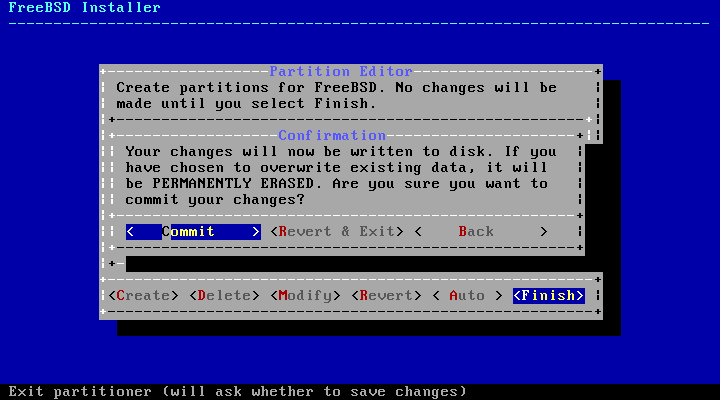 FreeBSD Installer
Partition Editor
Create partitions for FreeBSD. No changes will be
made until you select Finish.
Confirmation
Your changes will now be written to disk. If you
have chosen to overwrite existing data, it will
be PERMANENTLY ERASED. Are you sure you want to
commit your changes?
<   Commit    > <Revert & Exit> <    Back     >
<Create> <Delete> <Modify> <Revert> < Auto > <Finish>
Exit partitioner (will ask whether to save changes)